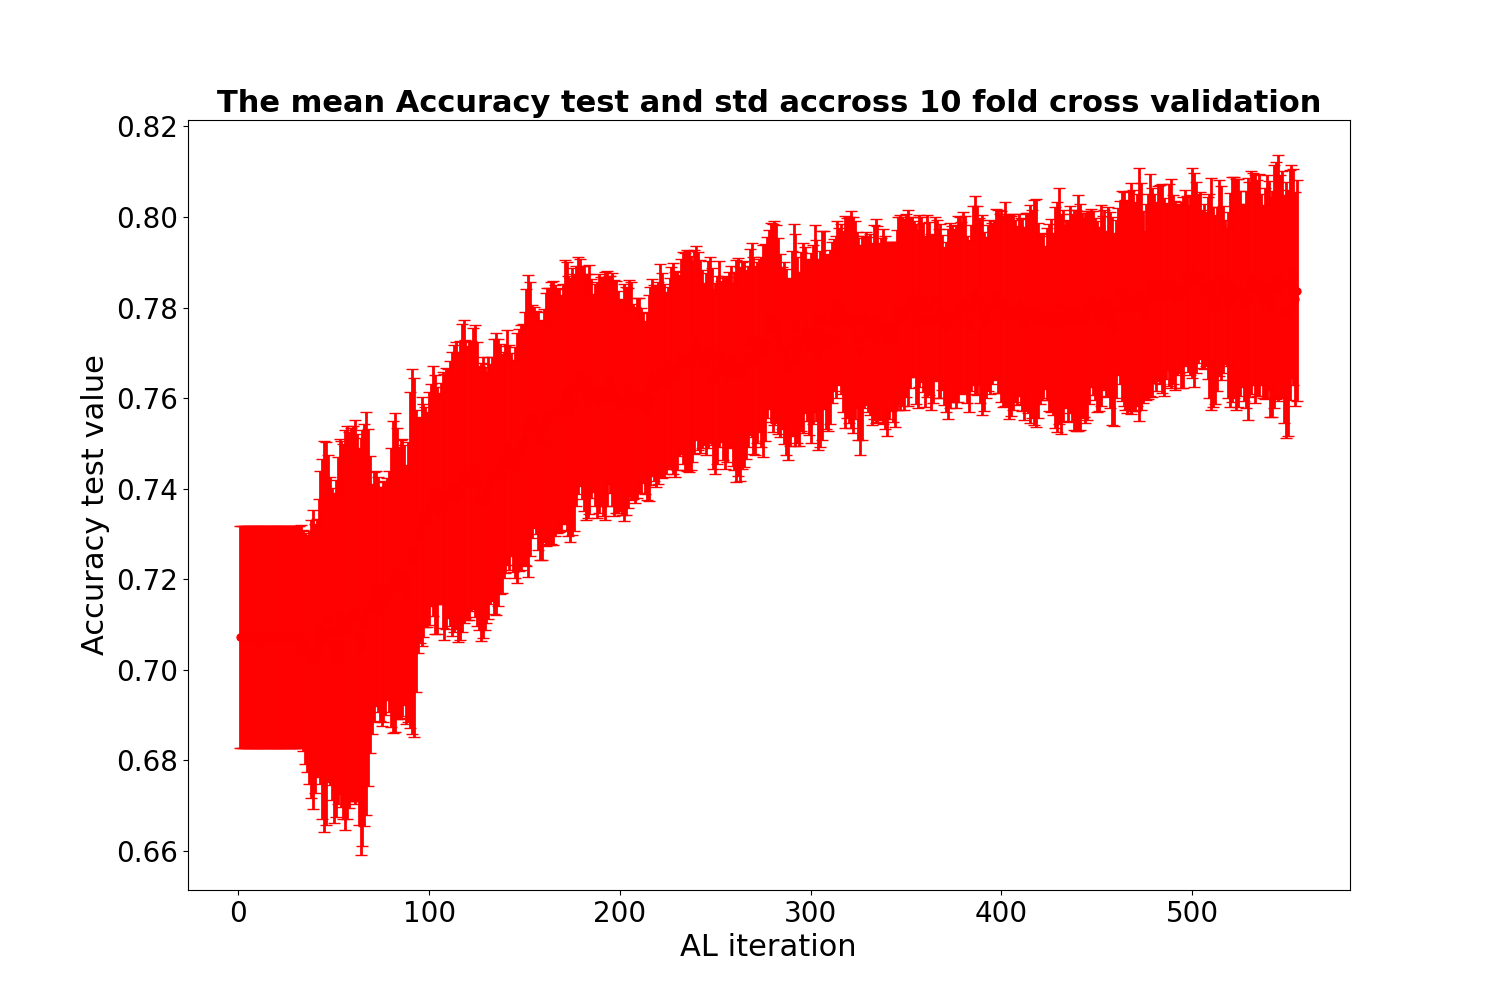 The mean Accuracy test and std accross 10 fold cross validation
0.82
0.80
0.78
0.76
0.74
0.72
0.70
0.68
0.66
Accuracy test value
0 100 200 300 400 500
AL iteration